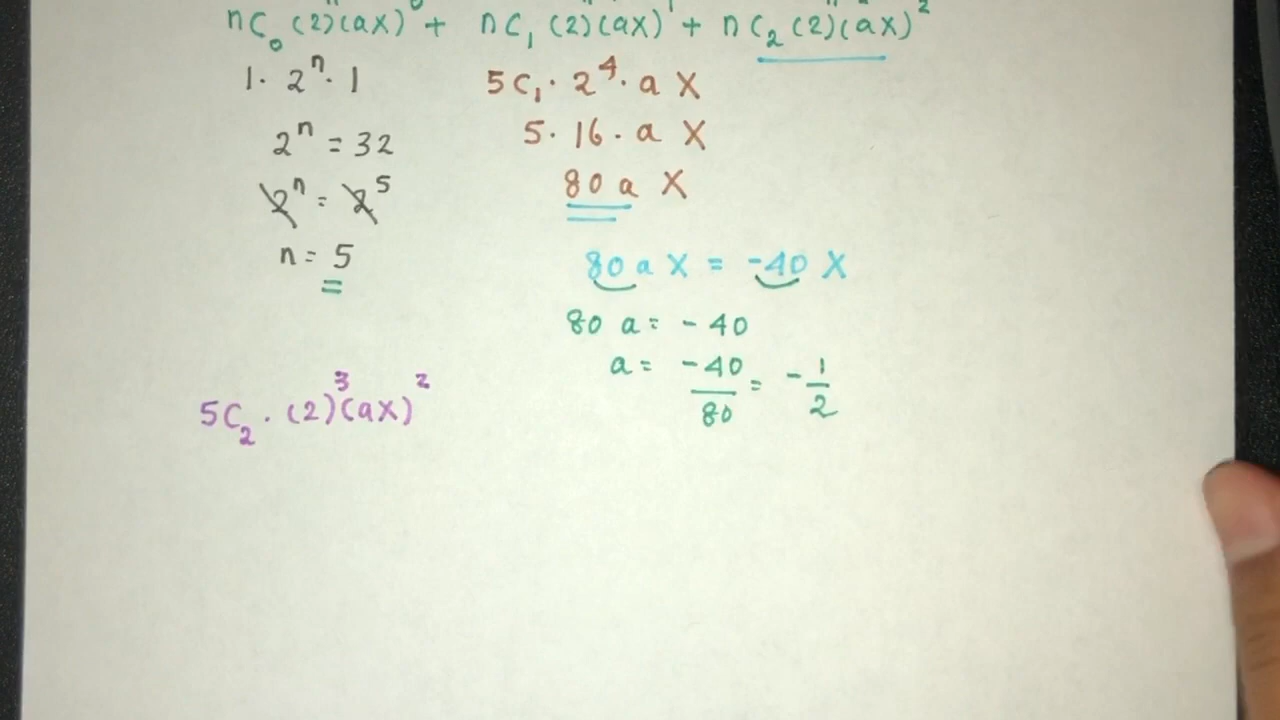 nC₀ (2)(ax)⁰ + nC₁ (2)(ax)¹ + nC₂ (2)(ax)²
1 · 2ⁿ · 1
2ⁿ = 32
2ⁿ = 2⁵
n = 5
5C₁ · 2⁴ · a x
5 · 16 · a x
80 a x
80 a x = -40 x
80 a = - 40
a = -40/80 = - 1/2
5C₂ · (2)³(ax)²